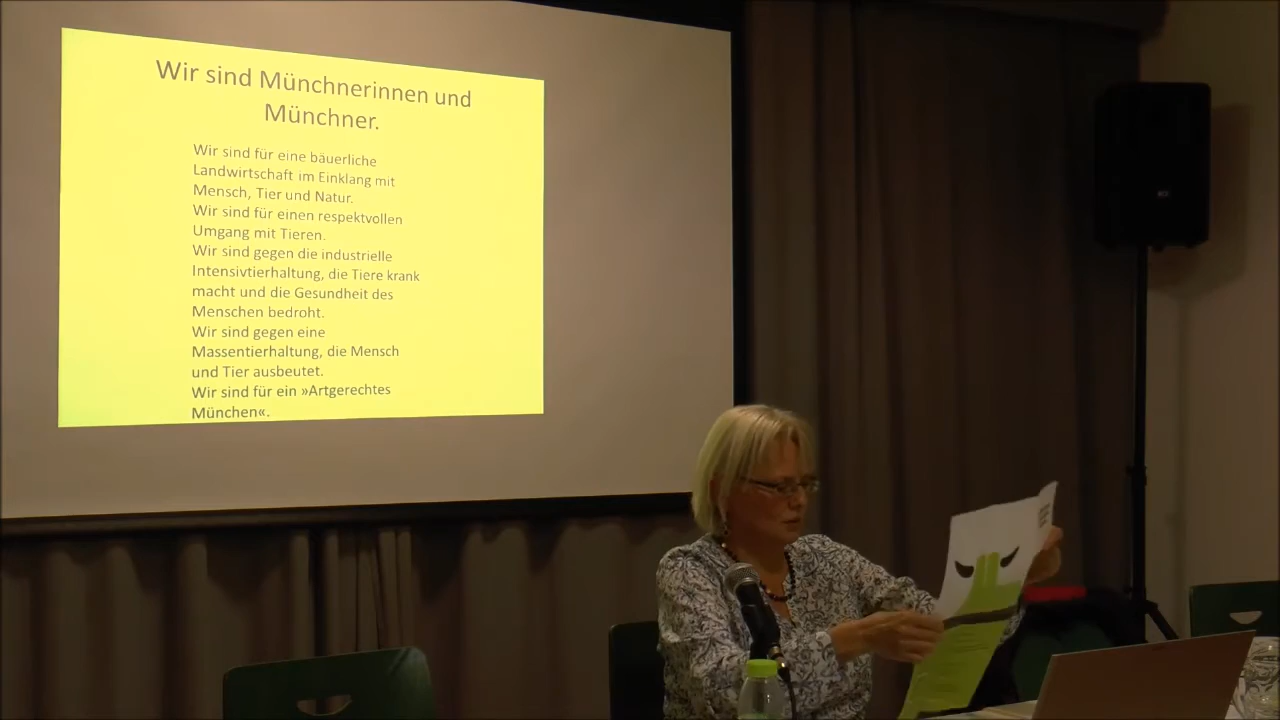 Wir sind Münchnerinnen und
Münchner.
Wir sind für eine bäuerliche
Landwirtschaft im Einklang mit
Mensch, Tier und Natur.
Wir sind für einen respektvollen
Umgang mit Tieren.
Wir sind gegen die industrielle
Intensivtierhaltung, die Tiere krank
macht und die Gesundheit des
Menschen bedroht.
Wir sind gegen eine
Massentierhaltung, die Mensch
und Tier ausbeutet.
Wir sind für ein »Artgerechtes
München«.